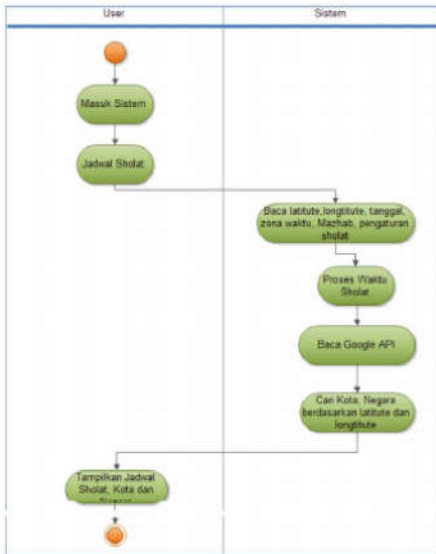 User
Sistem
Masuk Sistem
Jadwal Sholat
Baca latitute,longtitute, tanggal,
zona waktu, Mazhab, pengaturan
sholat
Proses Waktu
Sholat
Baca Google API
Cari Kota, Negara
berdasarkan latitute dan
longtitute
Tampilkan Jadwal
Sholat, Kota dan